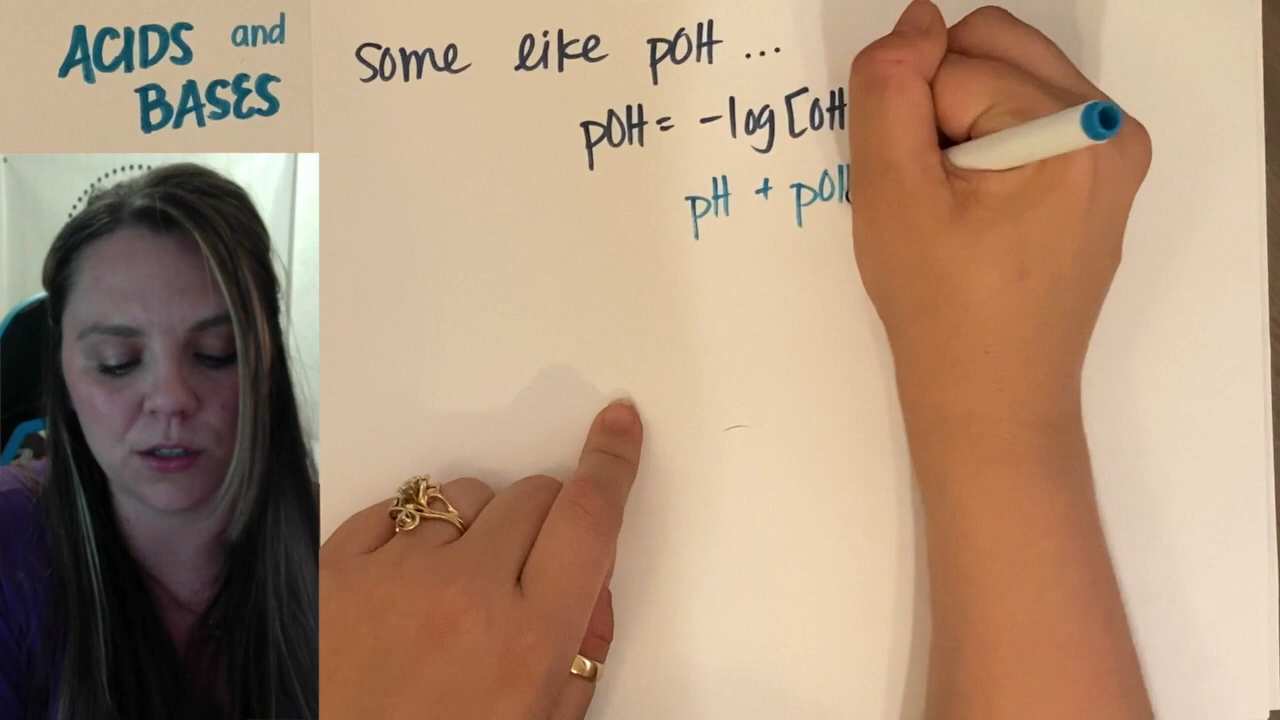 ACIDS and
BASES
some like pOH ...
pOH = -log[OH
pH + pOH